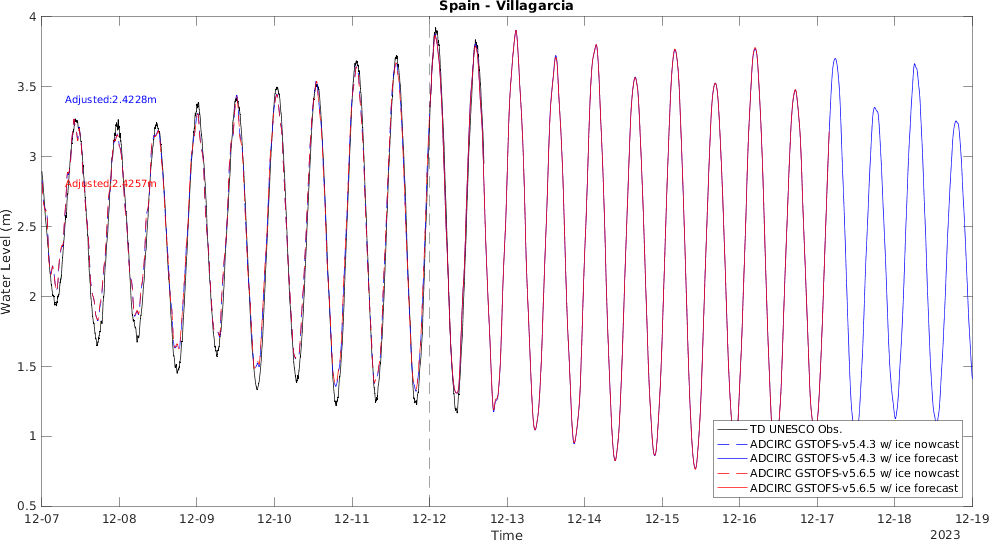 Spain - Villagarcia
4
3.5
3
2.5
2
1.5
1
0.5
Water Level (m)
Adjusted:2.4228m
Adjusted:2.4257m
TD UNESCO Obs.
ADCIRC GSTOFS-v5.4.3 w/ ice nowcast
ADCIRC GSTOFS-v5.4.3 w/ ice forecast
ADCIRC GSTOFS-v5.6.5 w/ ice nowcast
ADCIRC GSTOFS-v5.6.5 w/ ice forecast
12-07 12-08 12-09 12-10 12-11 12-12 12-13 12-14 12-15 12-16 12-17 12-18 12-19
Time
2023